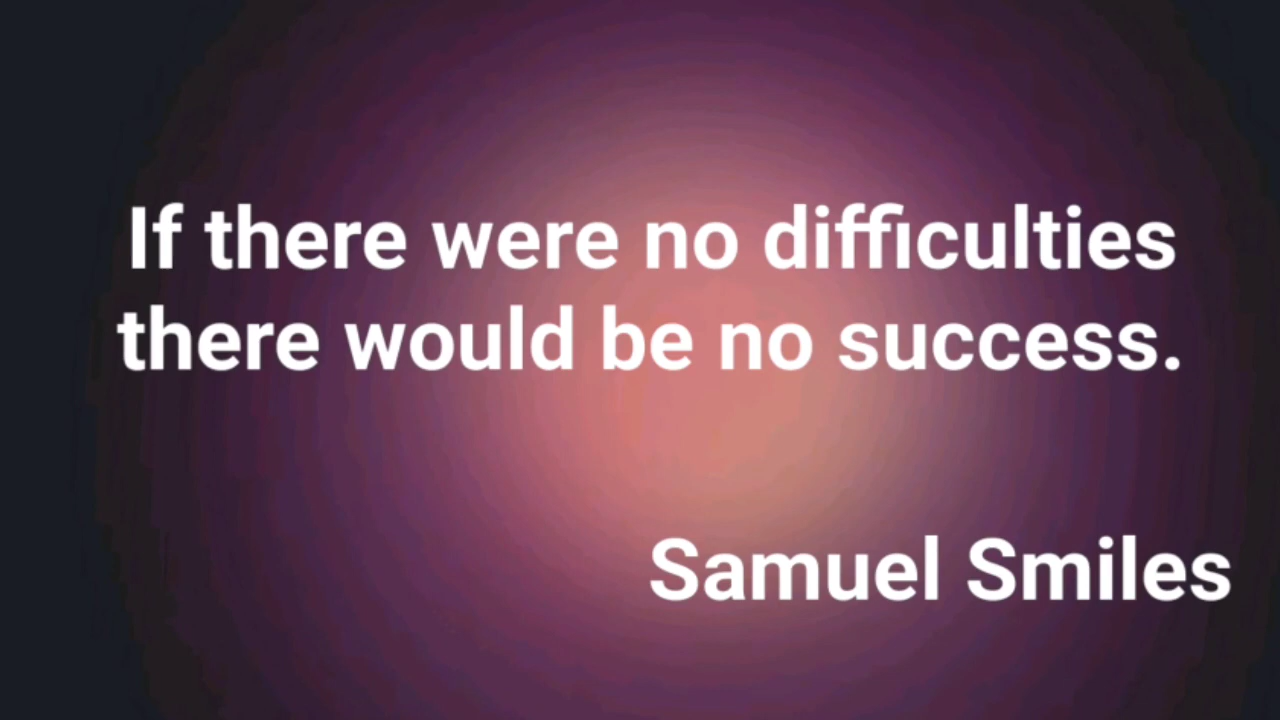 If there were no difficulties
there would be no success.
Samuel Smiles